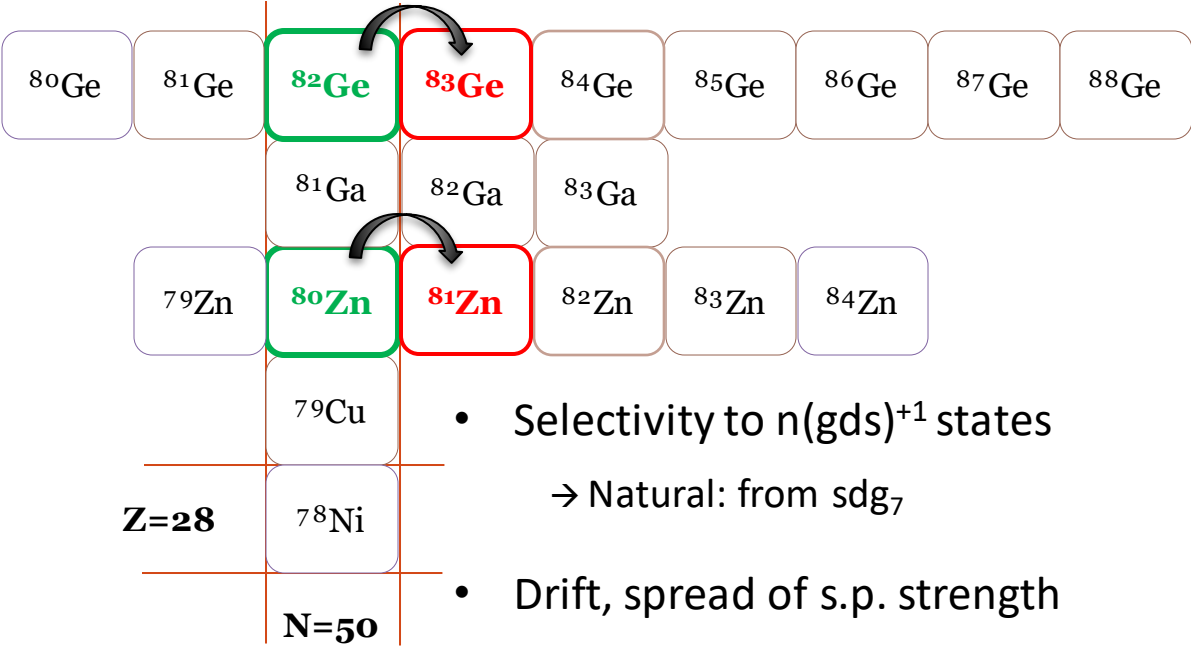 ⁸⁰Ge ⁸¹Ge ⁸²Ge ⁸³Ge ⁸⁴Ge ⁸⁵Ge ⁸⁶Ge ⁸⁷Ge ⁸⁸Ge
⁸¹Ga ⁸²Ga ⁸³Ga
⁷⁹Zn ⁸⁰Zn ⁸¹Zn ⁸²Zn ⁸³Zn ⁸⁴Zn
⁷⁹Cu
• Selectivity to n(gds)⁺¹ states
→ Natural: from sdg₇
Z=28 ⁷⁸Ni
• Drift, spread of s.p. strength
N=50